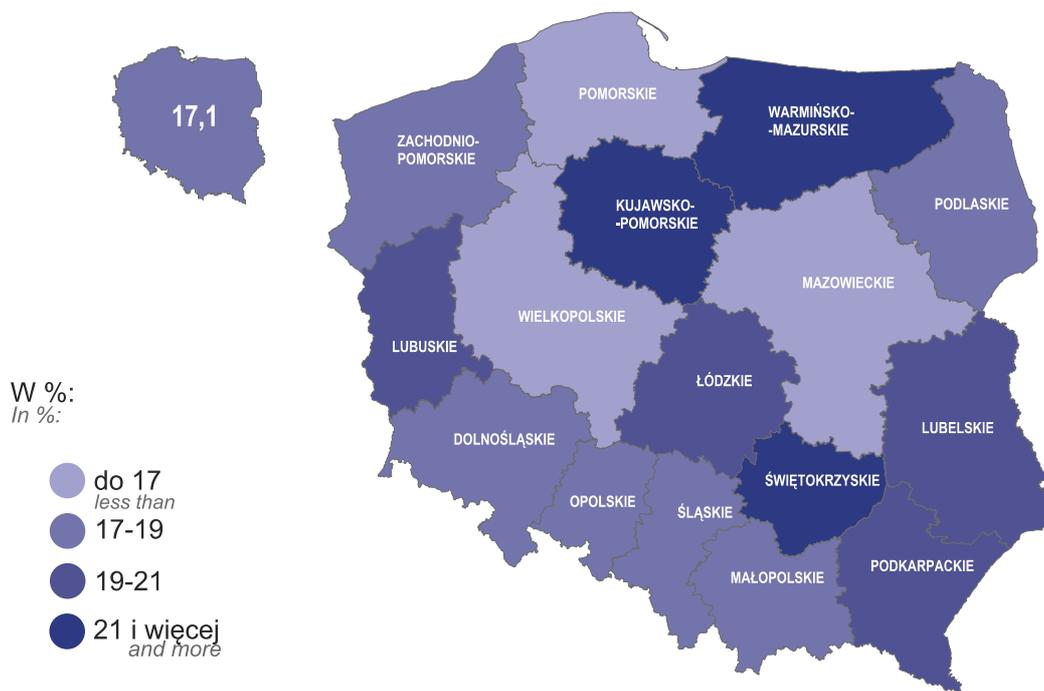 17,1
POMORSKIE
WARMIŃSKO-
-MAZURSKIE
ZACHODNIO-
POMORSKIE
KUJAWSKO-
-POMORSKIE
PODLASKIE
MAZOWIECKIE
WIELKOPOLSKIE
LUBUSKIE
ŁÓDZKIE
LUBELSKIE
DOLNOŚLĄSKIE
ŚWIĘTOKRZYSKIE
OPOLSKIE
ŚLĄSKIE
PODKARPACKIE
MAŁOPOLSKIE
W %:
In %:
do 17
less than
17-19
19-21
21 i więcej
and more